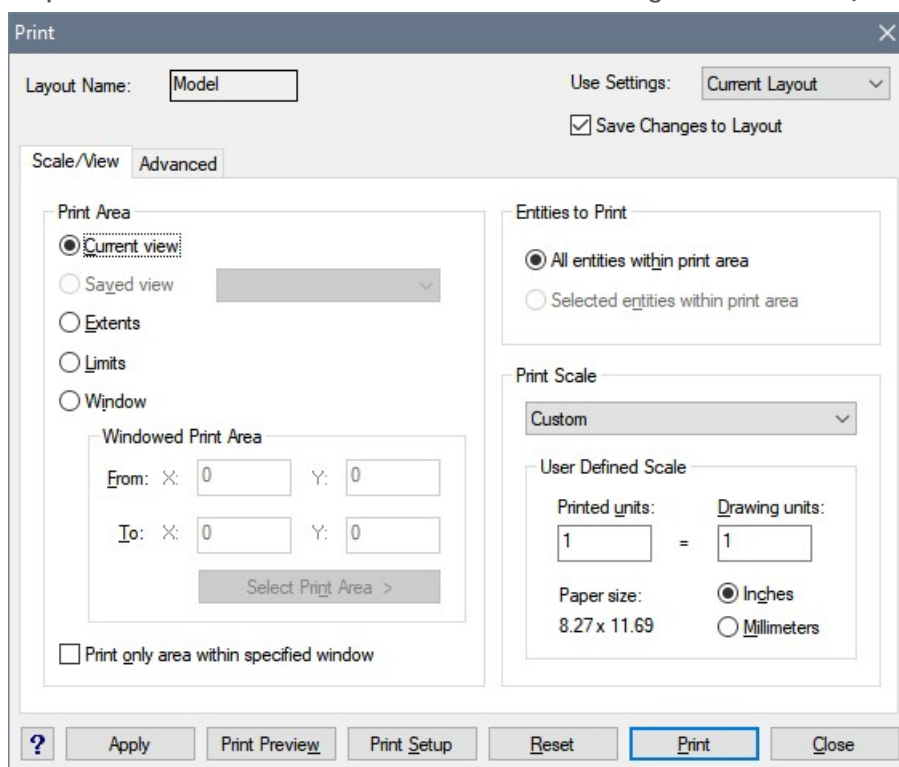 Print
Layout Name: Model
Use Settings: Current Layout
Save Changes to Layout
Scale/View Advanced
Print Area
Current view
Saved view
Extents
Limits
Window
Windowed Print Area
From: X: 0 Y: 0
To: X: 0 Y: 0
Select Print Area >
Print only area within specified window
Entities to Print
All entities within print area
Selected entities within print area
Print Scale
Custom
User Defined Scale
Printed units: Drawing units:
1 = 1
Paper size: Inches
8.27 x 11.69 Millimeters
? Apply Print Preview Print Setup Reset Print Close